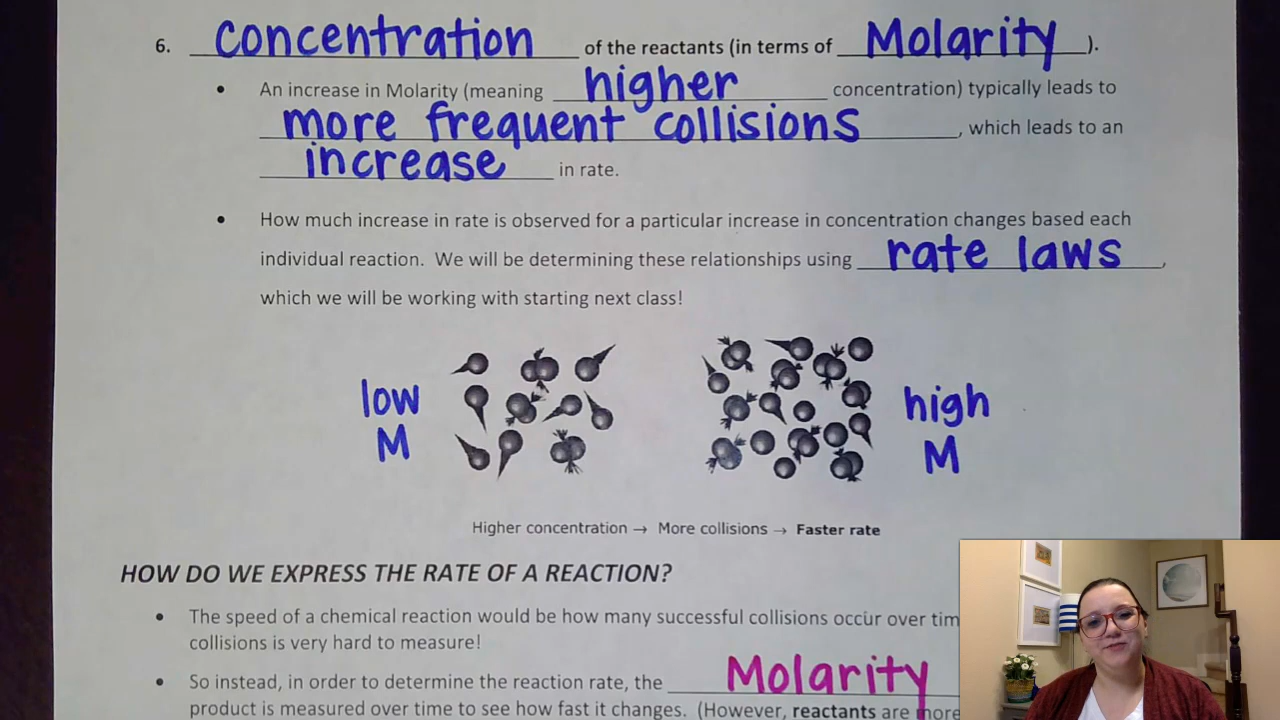 6. concentration of the reactants (in terms of Molarity ).
• An increase in Molarity (meaning higher concentration) typically leads to
more frequent collisions , which leads to an
increase in rate.
• How much increase in rate is observed for a particular increase in concentration changes based each
individual reaction. We will be determining these relationships using rate laws ,
which we will be working with starting next class!
low
M
high
M
Higher concentration → More collisions → Faster rate
HOW DO WE EXPRESS THE RATE OF A REACTION?
• The speed of a chemical reaction would be how many successful collisions occur over tim
collisions is very hard to measure!
• So instead, in order to determine the reaction rate, the Molarity
product is measured over time to see how fast it changes. (However, reactants are more